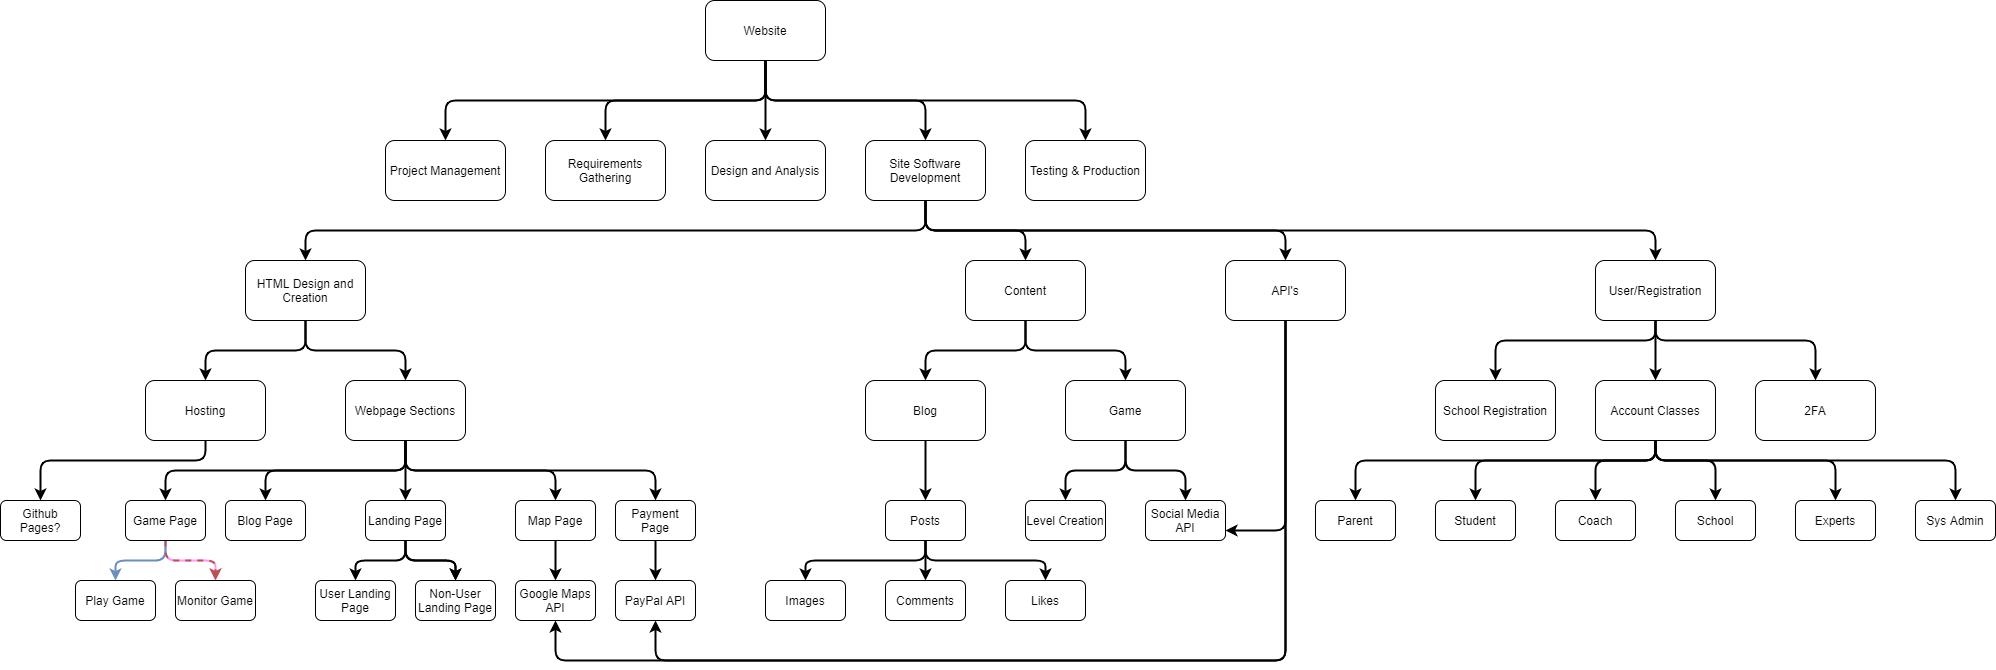 Website
Project Management
Requirements
Gathering
Design and Analysis
Site Software
Development
Testing & Production
HTML Design and
Creation
Content
API's
User/Registration
Hosting
Webpage Sections
Blog
Game
School Registration
Account Classes
2FA
Github
Pages?
Game Page
Blog Page
Landing Page
Map Page
Payment
Page
Posts
Level Creation
Social Media
API
Parent
Student
Coach
School
Experts
Sys Admin
Play Game
Monitor Game
User Landing
Page
Non-User
Landing Page
Google Maps
API
PayPal API
Images
Comments
Likes